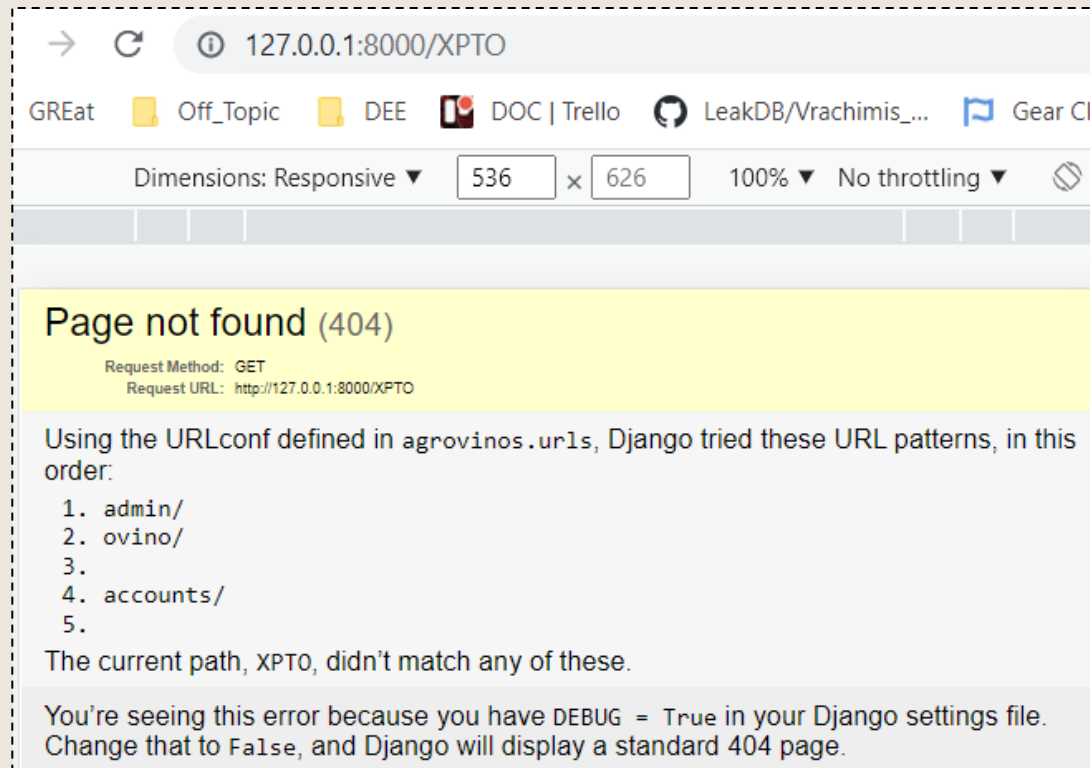 127.0.0.1:8000/XPTO
GREat Off_Topic DEE DOC | Trello LeakDB/Vrachimis_... Gear
Dimensions: Responsive ▼ 536 × 626 100% ▼ No throttling ▼
Page not found (404)
Request Method: GET
Request URL: http://127.0.0.1:8000/XPTO
Using the URLconf defined in agrovinos.urls, Django tried these URL patterns, in this
order:
1. admin/
2. ovino/
3.
4. accounts/
5.
The current path, XPTO, didn’t match any of these.
You’re seeing this error because you have DEBUG = True in your Django settings file.
Change that to False, and Django will display a standard 404 page.